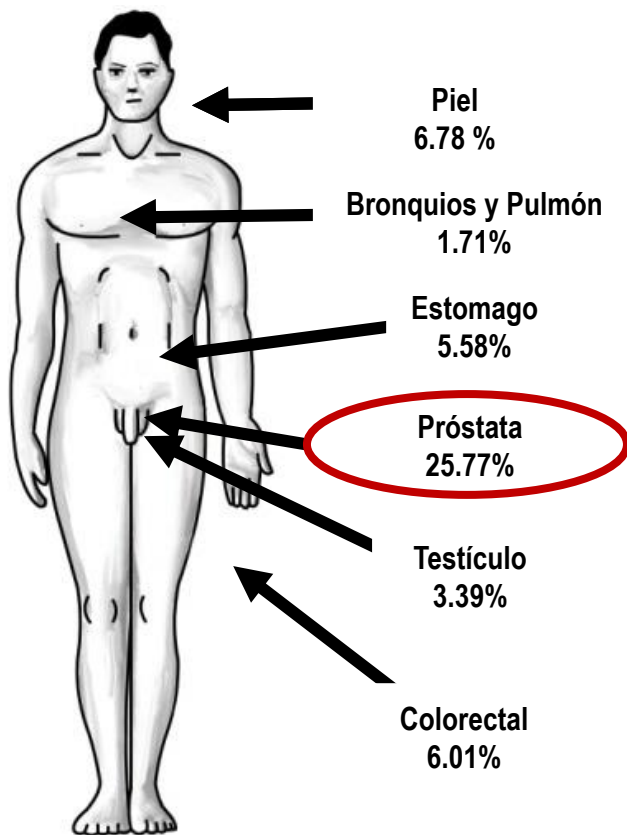 Piel
6.78 %
Bronquios y Pulmón
1.71%
Estomago
5.58%
Próstata
25.77%
Testículo
3.39%
Colorectal
6.01%